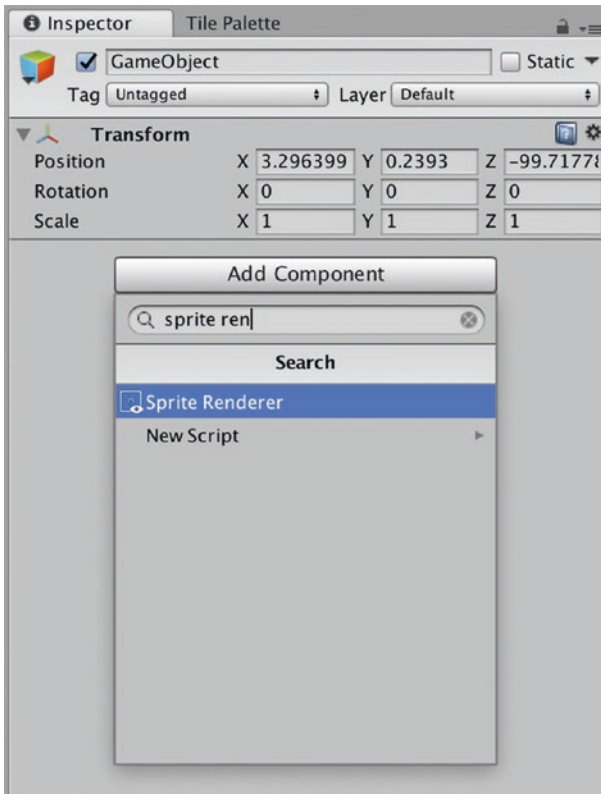 Inspector Tile Palette
GameObject Static
Tag Untagged Layer Default
Transform
Position X 3.296399 Y 0.2393 Z -99.71778
Rotation X 0 Y 0 Z 0
Scale X 1 Y 1 Z 1
Add Component
sprite ren
Search
Sprite Renderer
New Script